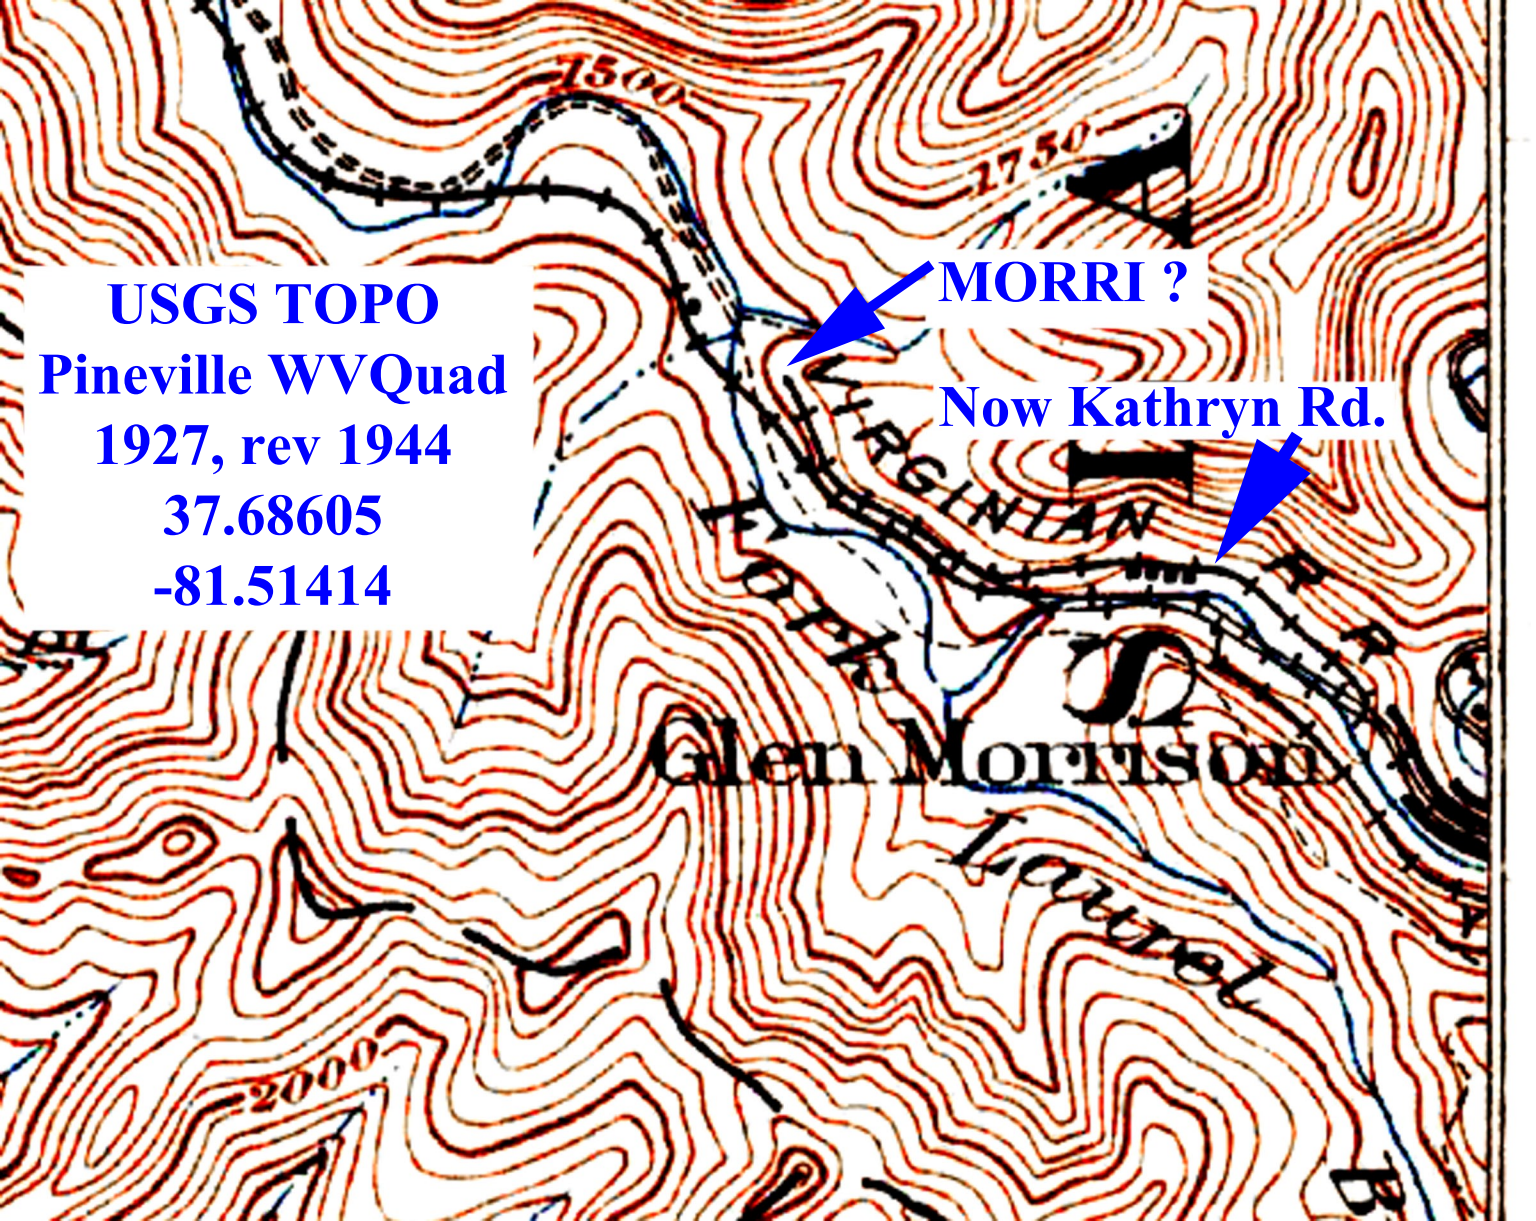 1500
1750
A
MORRI ?
USGS TOPO
Pineville WVQuad
1927, rev 1944
37.68605
-81.51414
Now Kathryn Rd.
VIRGINIAN R R
I
Fork
S
Glen Morrison
Laurel
2000
B